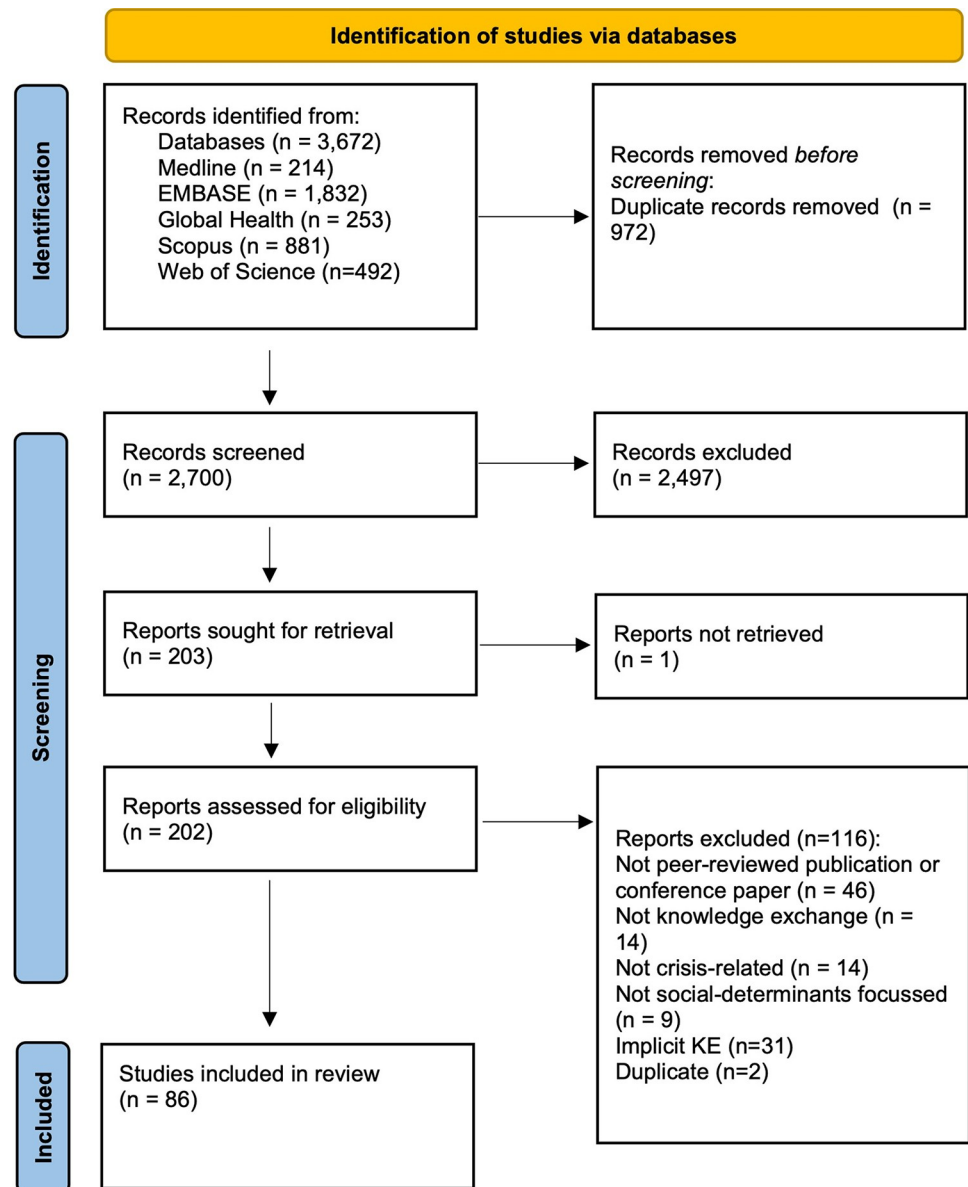 Identification of studies via databases
Identification
Records identified from:
Databases (n = 3,672)
Medline (n = 214)
EMBASE (n = 1,832)
Global Health (n = 253)
Scopus (n = 881)
Web of Science (n=492)
Records removed before
screening:
Duplicate records removed (n =
972)
Screening
Records screened
(n = 2,700)
Records excluded
(n = 2,497)
Reports sought for retrieval
(n = 203)
Reports not retrieved
(n = 1)
Reports assessed for eligibility
(n = 202)
Reports excluded (n=116):
Not peer-reviewed publication or
conference paper (n = 46)
Not knowledge exchange (n =
14)
Not crisis-related (n = 14)
Not social-determinants focussed
(n = 9)
Implicit KE (n=31)
Duplicate (n=2)
Included
Studies included in review
(n = 86)